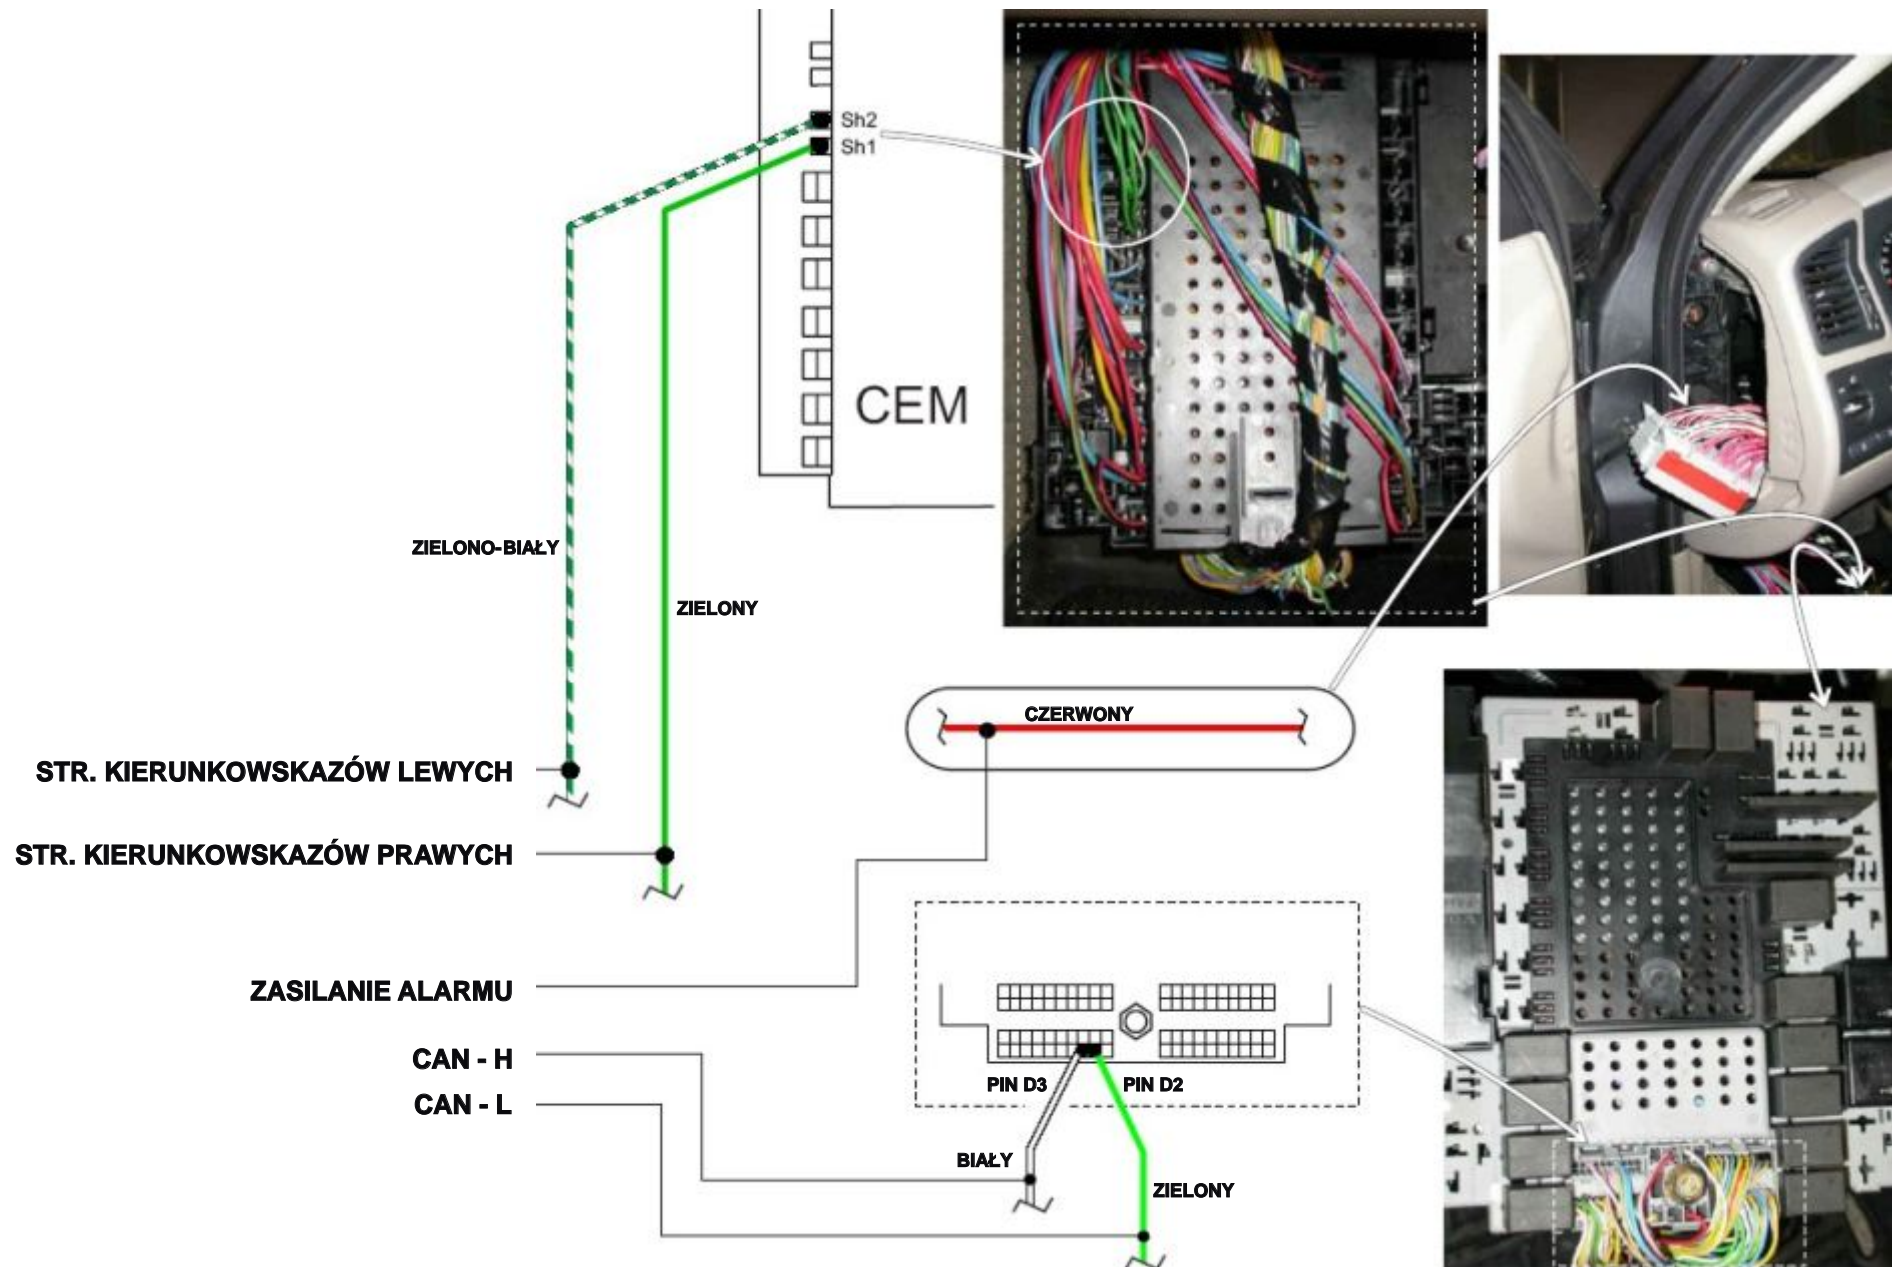 Sh2
Sh1
CEM
ZIELONO-BIAŁY
ZIELONY
CZERWONY
STR. KIERUNKOWSKAZÓW LEWYCH
STR. KIERUNKOWSKAZÓW PRAWYCH
ZASILANIE ALARMU
CAN - H
CAN - L
PIN D3
PIN D2
BIAŁY
ZIELONY